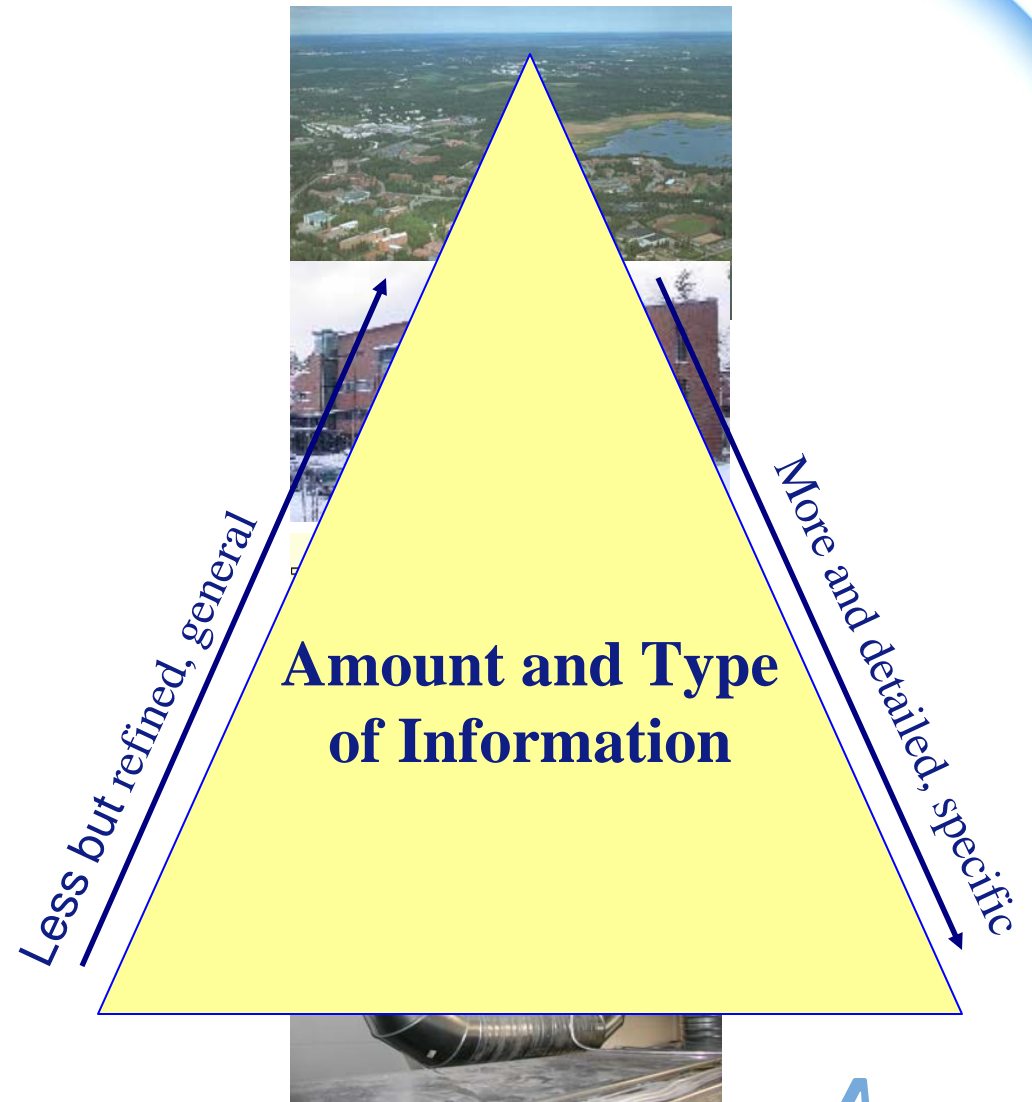 Less but refined, general
More and detailed, specific
Amount and Type
of Information